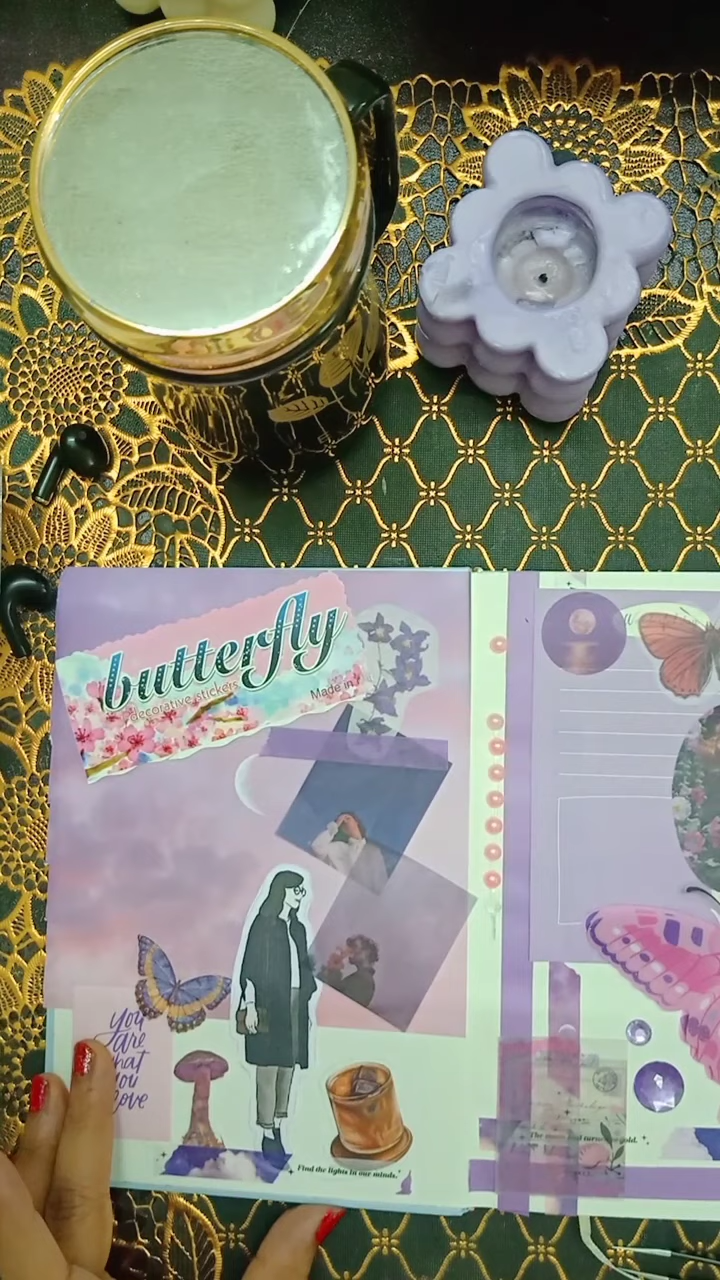 butterfly
decorative stickers
Made in
you
are
what
you
love
Find the lights in our minds.